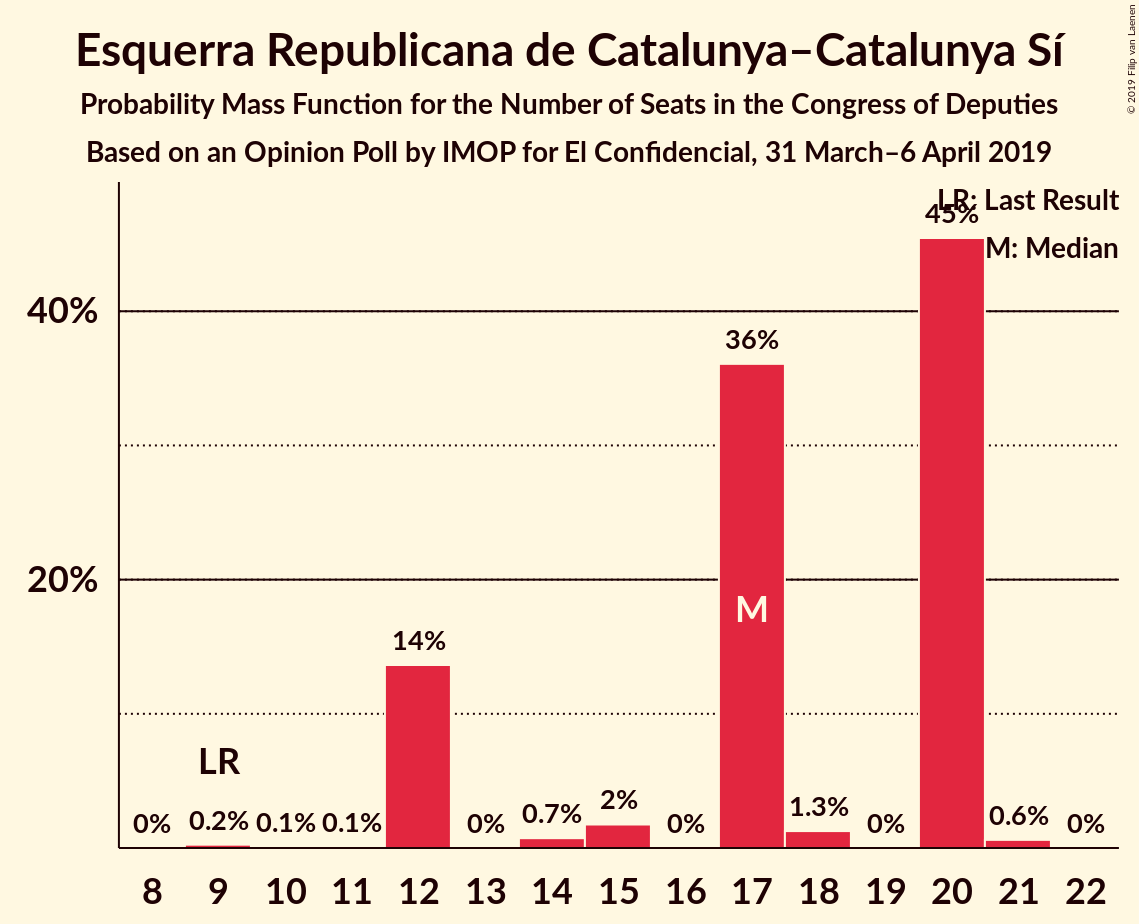 Esquerra Republicana de Catalunya–Catalunya Sí
Probability Mass Function for the Number of Seats in the Congress of Deputies
Based on an Opinion Poll by IMOP for El Confidencial, 31 March–6 April 2019
© 2019 Filip van Laenen
LR: Last Result
M: Median
45%
40%
36%
20%
M
14%
LR
0% 0.2% 0.1% 0.1% 0% 0.7% 2% 0% 1.3% 0% 0.6% 0%
8 9 10 11 12 13 14 15 16 17 18 19 20 21 22